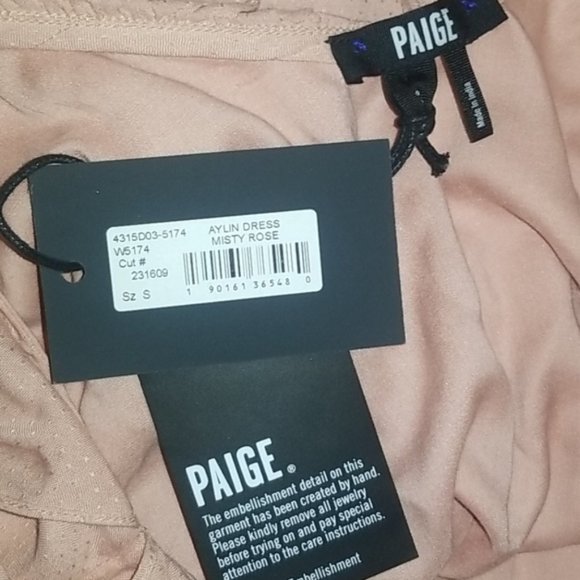 PAIGE
Made in India
4315D03-5174 AYLIN DRESS
W5174 MISTY ROSE
Cut #
231609
Sz S
1 90161 36548 0
PAIGE®
The embellishment detail on this
garment has been created by hand.
Please kindly remove all jewelry
before trying on and pay special
attention to the care instructions.
embellishment